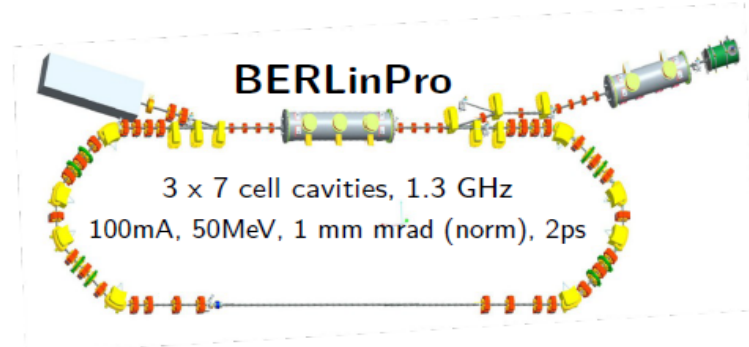 BERLinPro
3 x 7 cell cavities, 1.3 GHz
100mA, 50MeV, 1 mm mrad (norm), 2ps